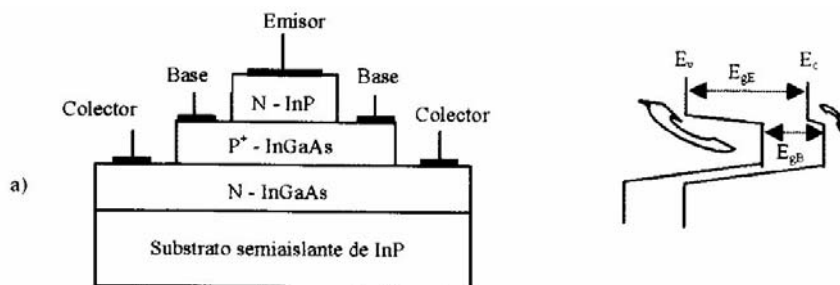 Emisor
Base
Base
N - InP
Colector
Colector
P+ - InGaAs
a)
N - InGaAs
Substrato semiaislante de InP
Ev
Ec
EgE
EgB